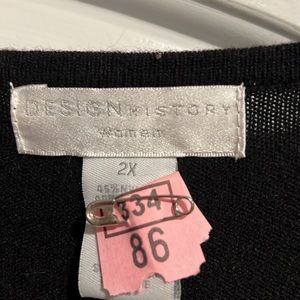 DESIGN HISTORY
Women
2X
334
86